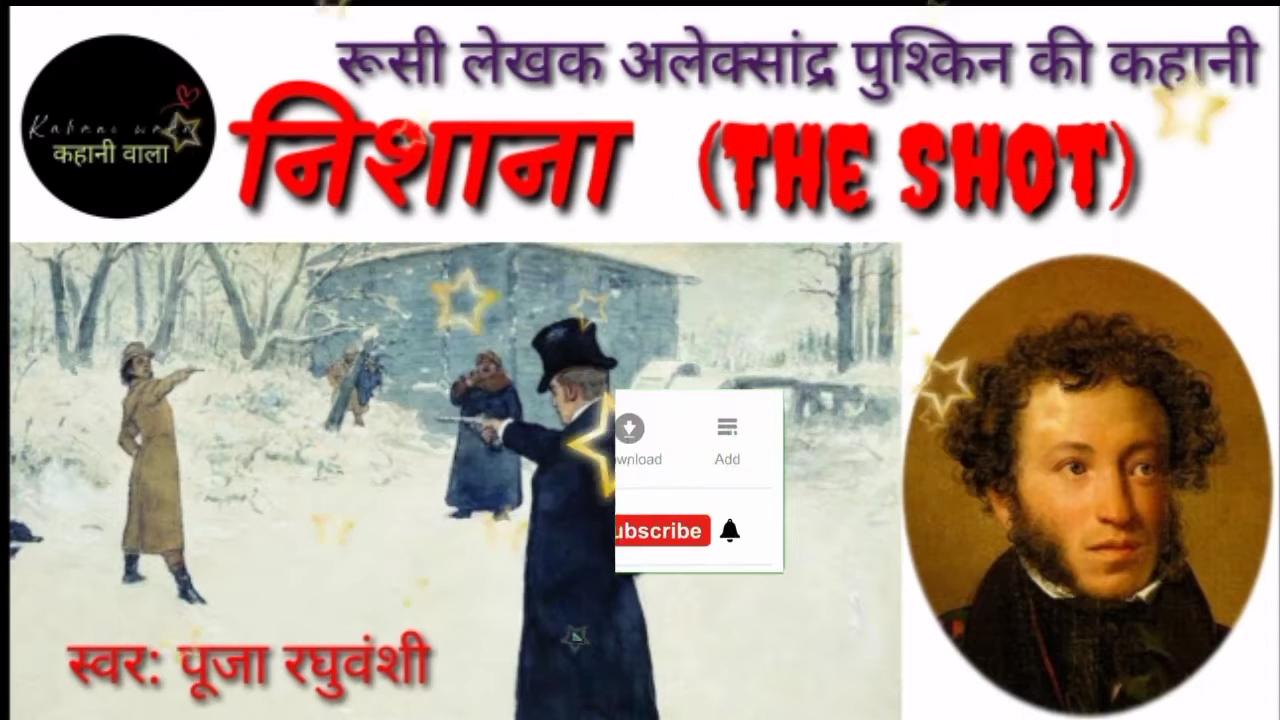 रूसी लेखक अलेक्सांद्र पुश्किन की कहानी
निशाना (THE SHOT)
कहानी वाला
wnload
Add
ubscribe
स्वर: पूजा रघुवंशी